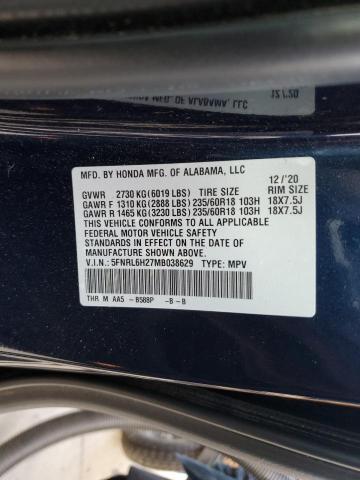 MFD. BY HONDA MFG. OF ALABAMA, LLC 12/'20
GVWR 2730 KG (6019 LBS) TIRE SIZE RIM SIZE
GAWR F 1310 KG (2888 LBS) 235/60R18 103H 18X7.5J
GAWR R 1465 KG (3230 LBS) 235/60R18 103H 18X7.5J
THIS VEHICLE CONFORMS TO ALL APPLICABLE
FEDERAL MOTOR VEHICLE SAFETY
STANDARDS IN EFFECT ON THE DATE OF
MANUFACTURE SHOWN ABOVE.
V.I.N.: 5FNRL6H27MB038629 TYPE: MPV
THR M AA5 - B588P -B - B